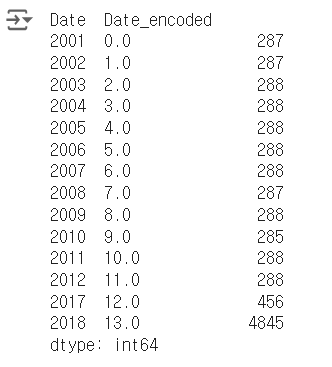 Date Date_encoded
2001 0.0 287
2002 1.0 287
2003 2.0 288
2004 3.0 288
2005 4.0 288
2006 5.0 288
2007 6.0 288
2008 7.0 287
2009 8.0 288
2010 9.0 285
2011 10.0 288
2012 11.0 288
2017 12.0 456
2018 13.0 4845
dtype: int64